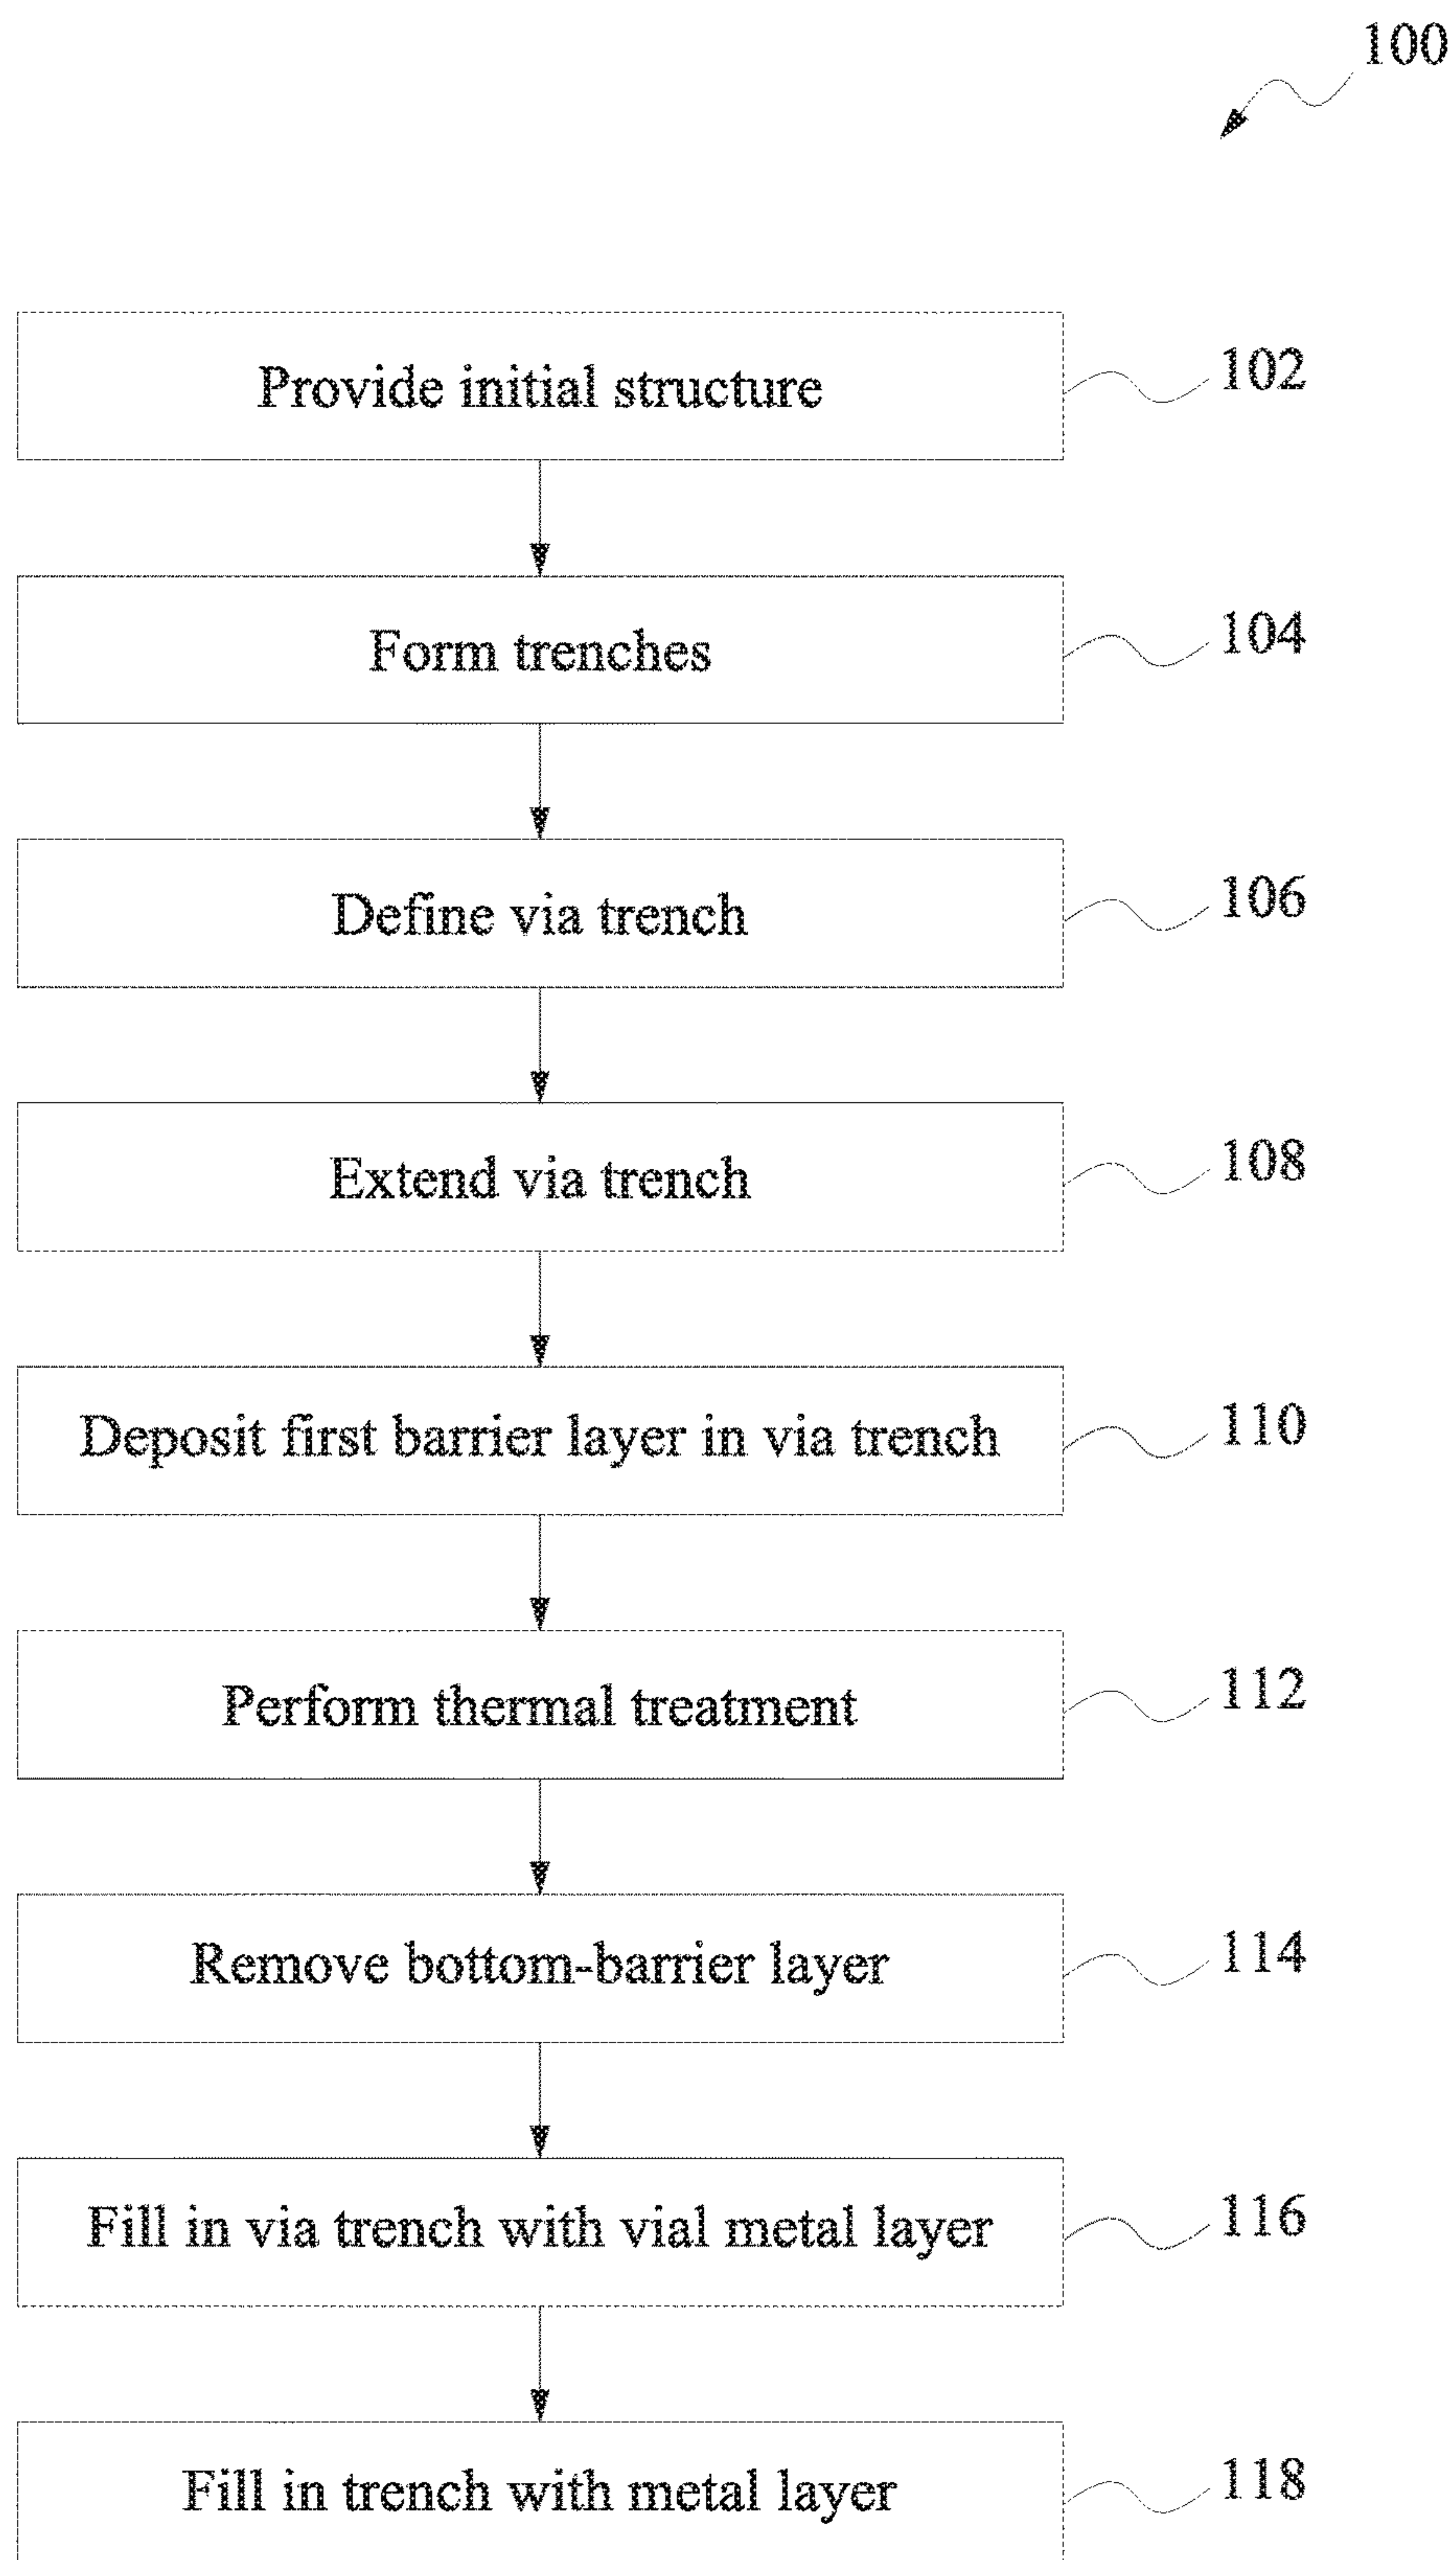 100
Provide initial structure
102
Form trenches
104
Define via trench
106
Extend via trench
108
Deposit first barrier layer in via trench
110
Perform thermal treatment
112
Remove bottom-barrier layer
114
Fill in via trench with vial metal layer
116
Fill in trench with metal layer
118